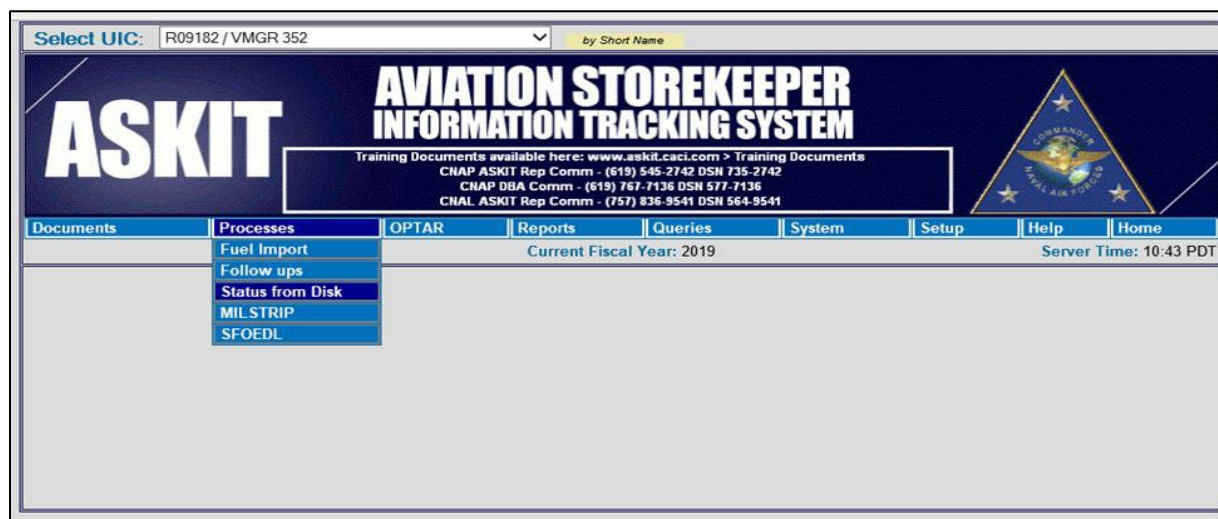 Select UIC: R09182 / VMGR 352 by Short Name
ASKIT
AVIATION STOREKEEPER
INFORMATION TRACKING SYSTEM
Training Documents available here: www.askit.caci.com > Training Documents
CNAP ASKIT Rep Comm - (619) 545-2742 DSN 735-2742
CNAP DBA Comm - (619) 767-7136 DSN 577-7136
CNAL ASKIT Rep Comm - (757) 836-9541 DSN 564-9541
COMMANDER
NAVAL AIR FORCES
Documents Processes OPTAR Reports Queries System Setup Help Home
Current Fiscal Year: 2019 Server Time: 10:43 PDT
Fuel Import
Follow ups
Status from Disk
MILSTRIP
SFOEDL